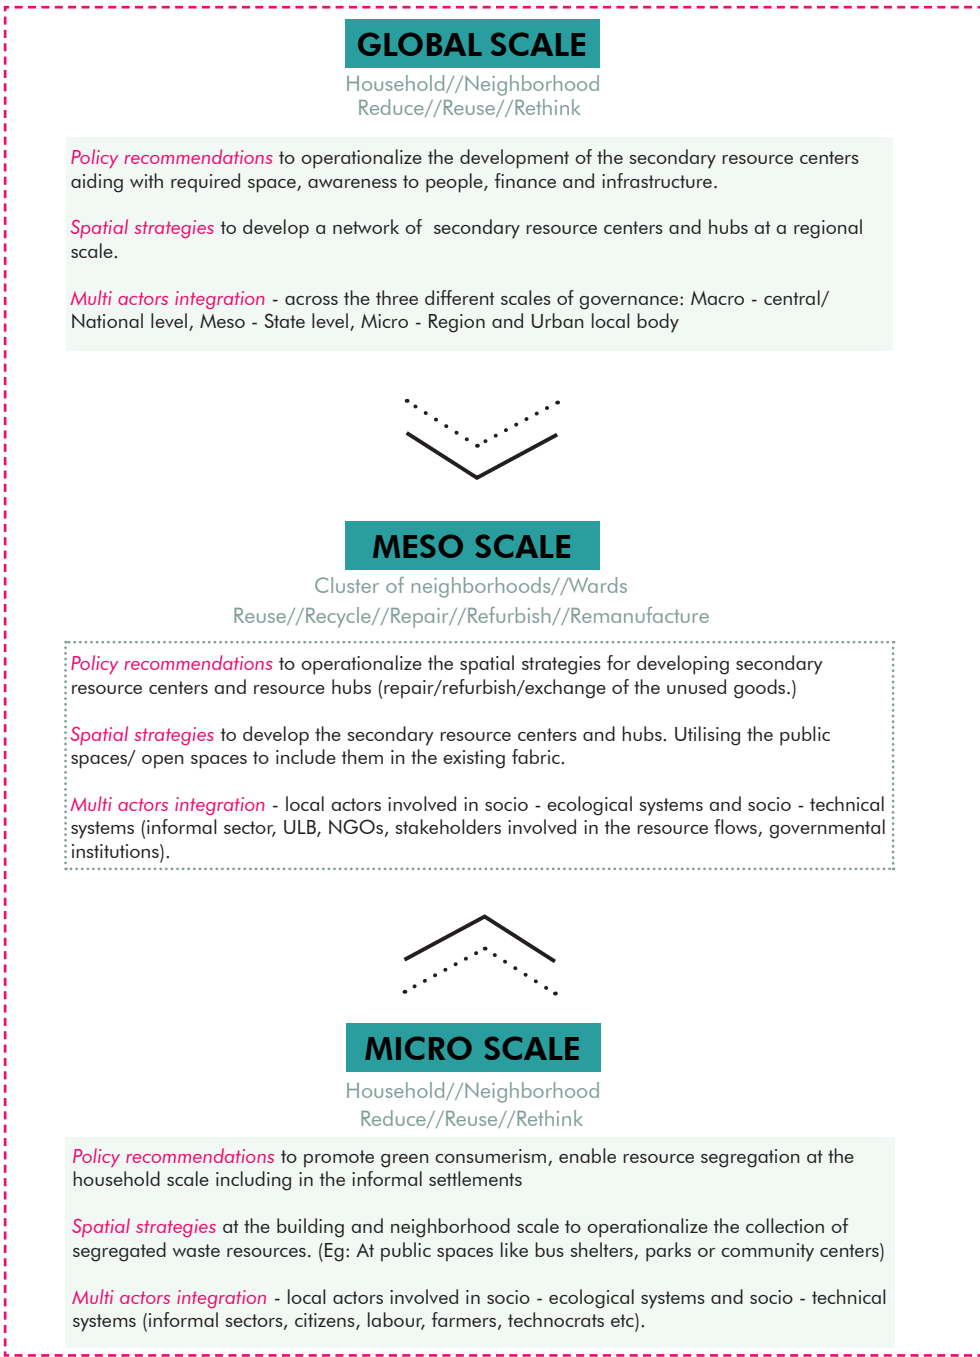 GLOBAL SCALE
Household//Neighborhood
Reduce//Reuse//Rethink
Policy recommendations to operationalize the development of the secondary resource centers
aiding with required space, awareness to people, finance and infrastructure.
Spatial strategies to develop a network of  secondary resource centers and hubs at a regional
scale.
Multi actors integration - across the three different scales of governance: Macro - central/
National level, Meso - State level, Micro - Region and Urban local body
MESO SCALE
Cluster of neighborhoods//Wards
Reuse//Recycle//Repair//Refurbish//Remanufacture
Policy recommendations to operationalize the spatial strategies for developing secondary
resource centers and resource hubs (repair/refurbish/exchange of the unused goods.)
Spatial strategies to develop the secondary resource centers and hubs. Utilising the public
spaces/ open spaces to include them in the existing fabric.
Multi actors integration - local actors involved in socio - ecological systems and socio - technical
systems (informal sector, ULB, NGOs, stakeholders involved in the resource flows, governmental
institutions).
MICRO SCALE
Household//Neighborhood
Reduce//Reuse//Rethink
Policy recommendations to promote green consumerism, enable resource segregation at the
household scale including in the informal settlements
Spatial strategies at the building and neighborhood scale to operationalize the collection of
segregated waste resources. (Eg: At public spaces like bus shelters, parks or community centers)
Multi actors integration - local actors involved in socio - ecological systems and socio - technical
systems (informal sectors, citizens, labour, farmers, technocrats etc).